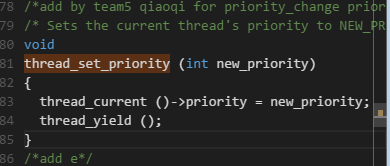 78 /*add by team5 qiaoqi for priority_change prior
79 /* Sets the current thread's priority to NEW_PR
80 void
81 thread_set_priority (int new_priority)
82 {
83 thread_current ()->priority = new_priority;
84 thread_yield ();
85 }
86 /*add e*/